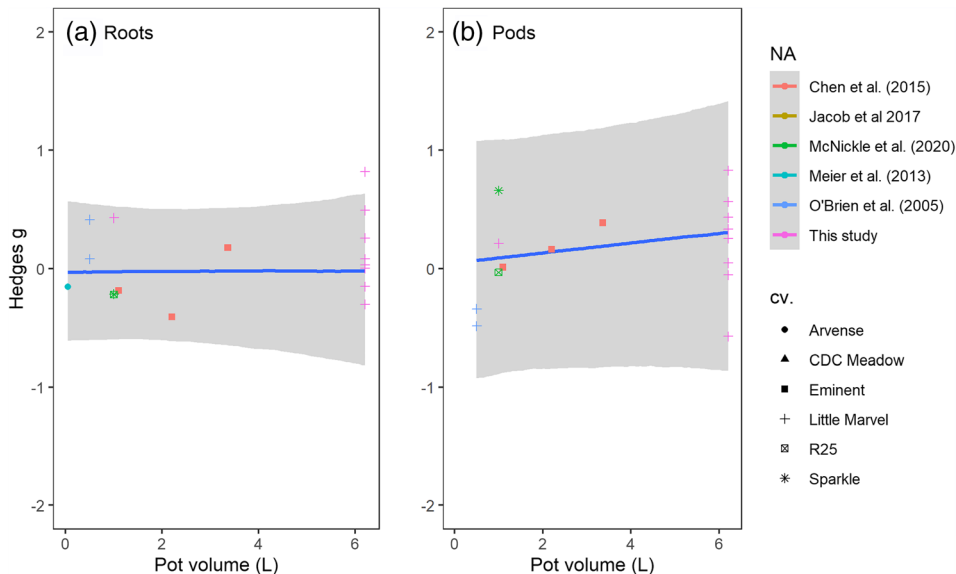 (a) Roots
(b) Pods
Hedges g
2
1
0
-1
-2
0
2
4
6
Pot volume (L)
2
1
0
-1
-2
0
2
4
6
Pot volume (L)
NA
Chen et al. (2015)
Jacob et al 2017
McNickle et al. (2020)
Meier et al. (2013)
O'Brien et al. (2005)
This study
cv.
Arvense
CDC Meadow
Eminent
Little Marvel
R25
Sparkle